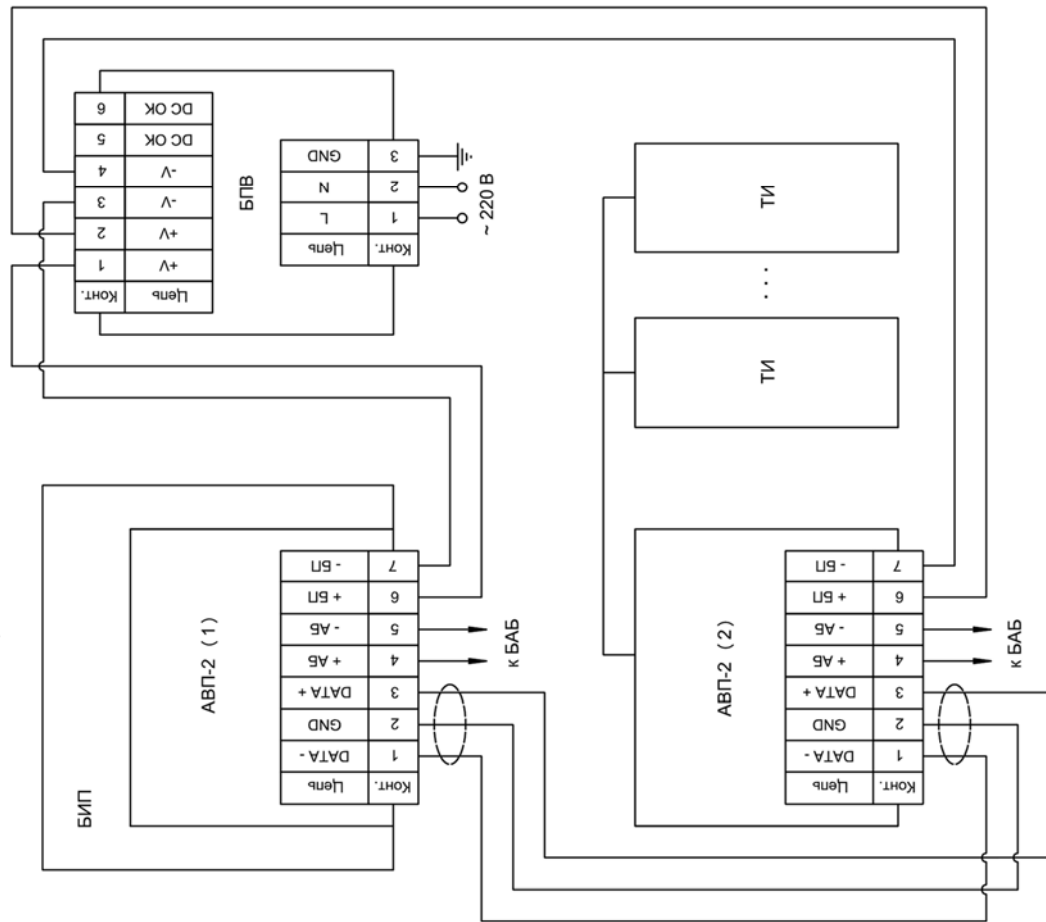 6 DC OK
5 DC OK
4 -V
3 -V
2 +V
1 +V
Конт. Цепь
БПВ
GND 3
N 2
L 1
Цепь Конт.
~ 220 В
ТИ
. . .
ТИ
БИП
АВП-2 (1)
- БП 7
+ БП 6
- АБ 5
+ АБ 4
DATA + 3
GND 2
DATA - 1
Цепь Конт.
к БАБ
АВП-2 (2)
- БП 7
+ БП 6
- АБ 5
+ АБ 4
DATA + 3
GND 2
DATA - 1
Цепь Конт.
к БАБ